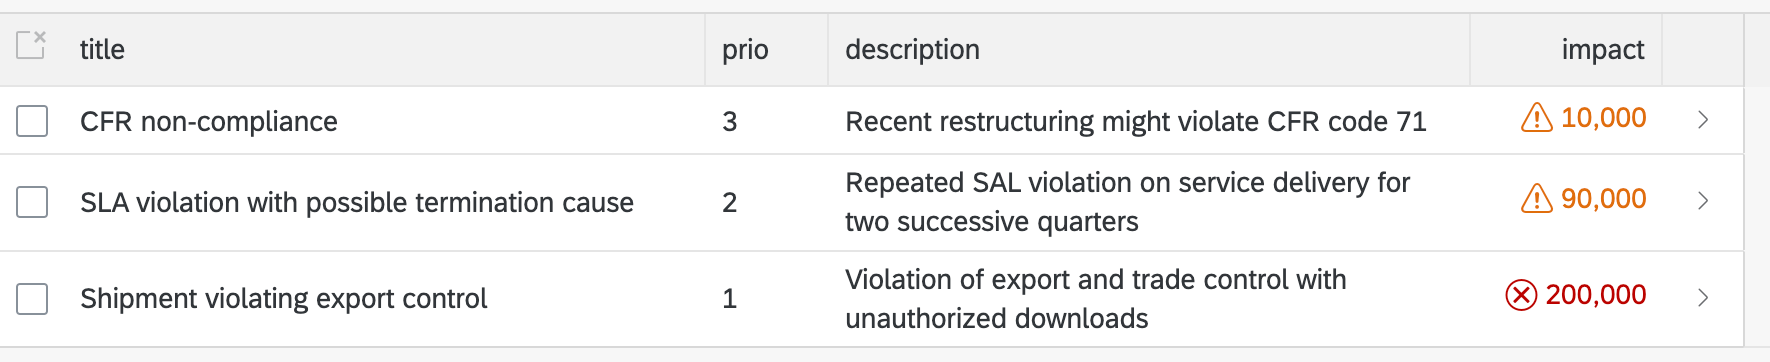 title prio description impact
CFR non-compliance 3 Recent restructuring might violate CFR code 71 10,000
SLA violation with possible termination cause 2 Repeated SAL violation on service delivery for
two successive quarters 90,000
Shipment violating export control 1 Violation of export and trade control with
unauthorized downloads 200,000